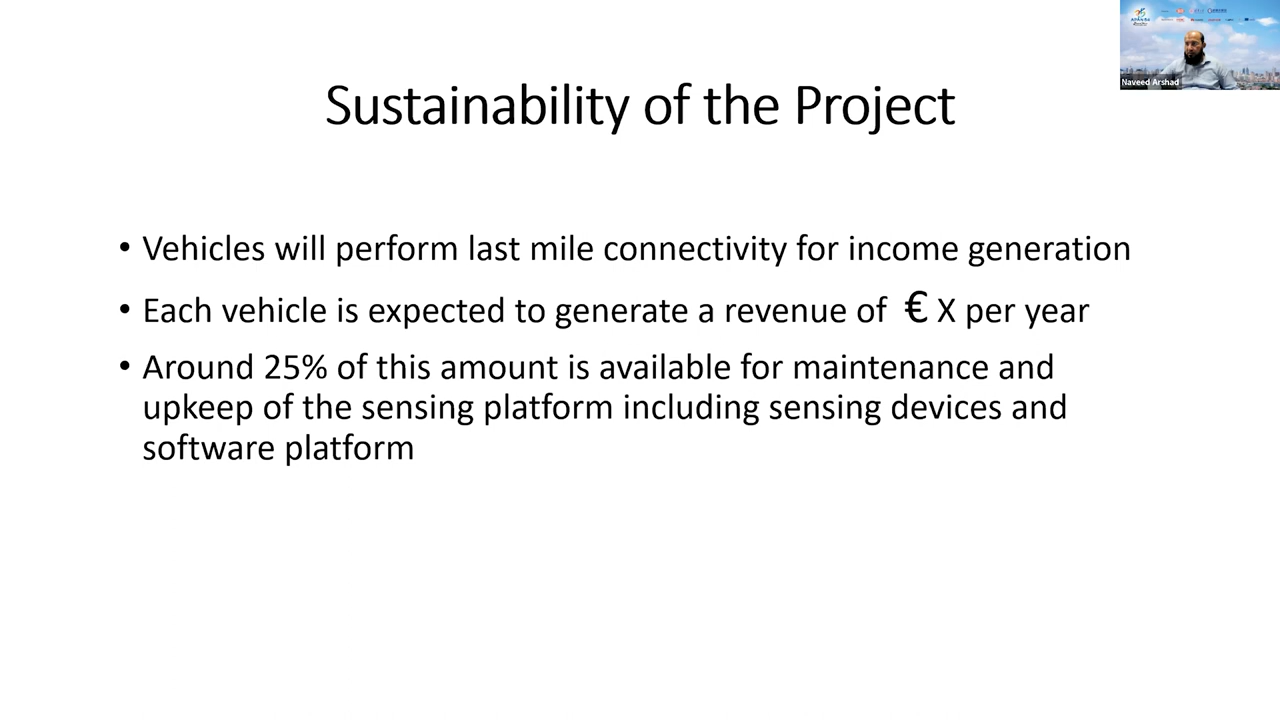 Sustainability of the Project
• Vehicles will perform last mile connectivity for income generation
• Each vehicle is expected to generate a revenue of € X per year
• Around 25% of this amount is available for maintenance and
upkeep of the sensing platform including sensing devices and
software platform
Naveed Arshad